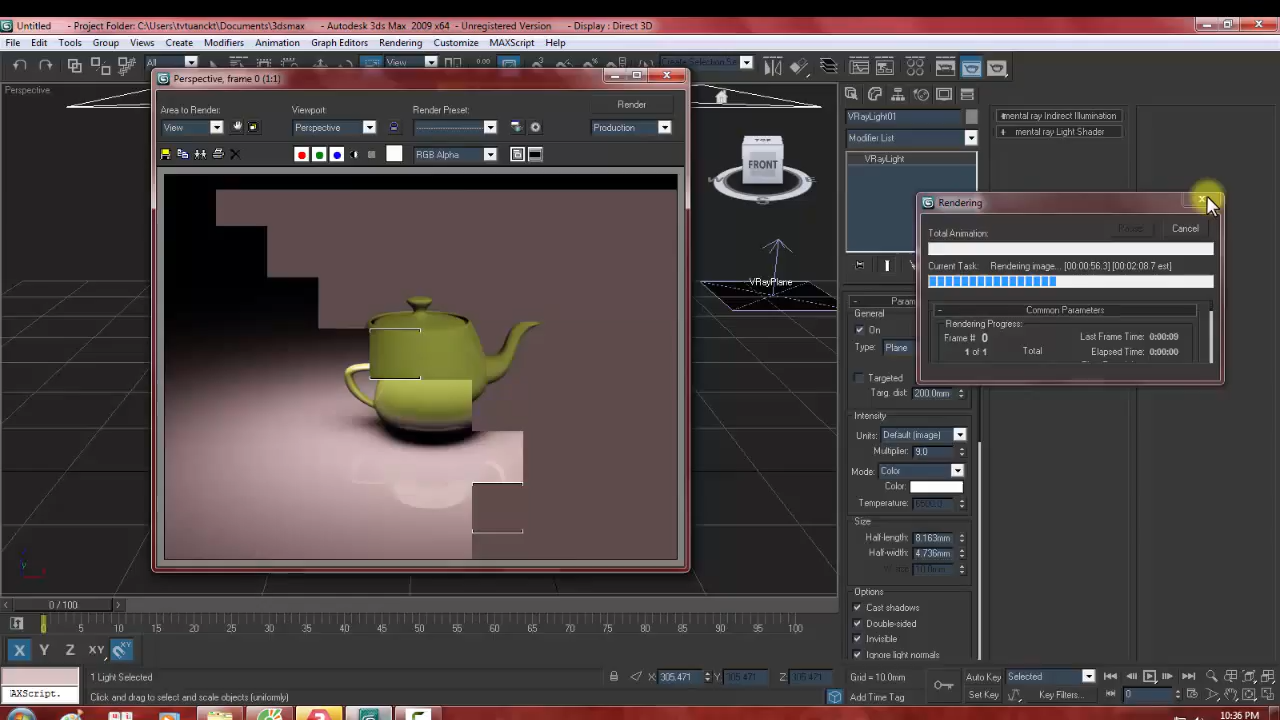 Untitled - Project Folder: C:\Users\tvtuanckt\Documents\3dsmax - Autodesk 3ds Max 2009 x64 - Unregistered Version - Display : Direct 3D
File Edit Tools Group Views Create Modifiers Animation Graph Editors Rendering Customize MAXScript Help
View
Perspective, frame 0 (1:1)
Perspective
Area to Render: Viewport: Render Preset: Render
View Perspective Production
RGB Alpha
TOP
FRONT
VRayPlane
VRayLight01
Modifier List
VRayLight
mental ray Indirect Illumination
+ mental ray Light Shader
Rendering
Total Animation: Pause Cancel
Current Task: Rendering image... [00:00:56.3] [00:02:08.7 est]
Common Parameters
Rendering Progress:
Frame # 0 Last Frame Time: 0:00:09
1 of 1 Total Elapsed Time: 0:00:00
General
On
Type: Plane
Targeted
Targ. dist: 200.0mm
Intensity
Units: Default (image)
Multiplier: 9.0
Mode: Color
Color:
Temperature:
Size
Half-length: 8.163mm
Half-width: 4.736mm
Options
Cast shadows
Double-sided
Invisible
Ignore light normals
0 / 100
0 5 10 15 20 25 30 35 40 45 50 55 60 65 70 75 80 85 90 95 100
X Y Z XY
1 Light Selected X: 305.471 Y: 305.471 Z: 305.471 Grid = 10.0mm Auto Key Selected
AXScript. Click and drag to select and scale objects (uniformly) Add Time Tag Set Key Key Filters... 0
10:36 PM